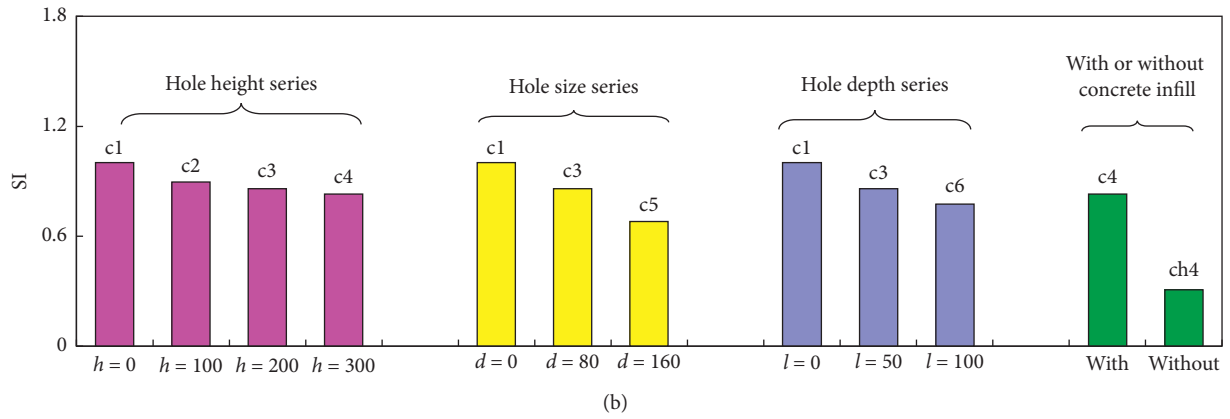 1.8
1.2
0.6
0
SI
Hole height series
c1
c2
c3
c4
h = 0
h = 100
h = 200
h = 300
Hole size series
c1
c3
c5
d = 0
d = 80
d = 160
Hole depth series
c1
c3
c6
l = 0
l = 50
l = 100
With or without
concrete infill
c4
ch4
With
Without
(b)